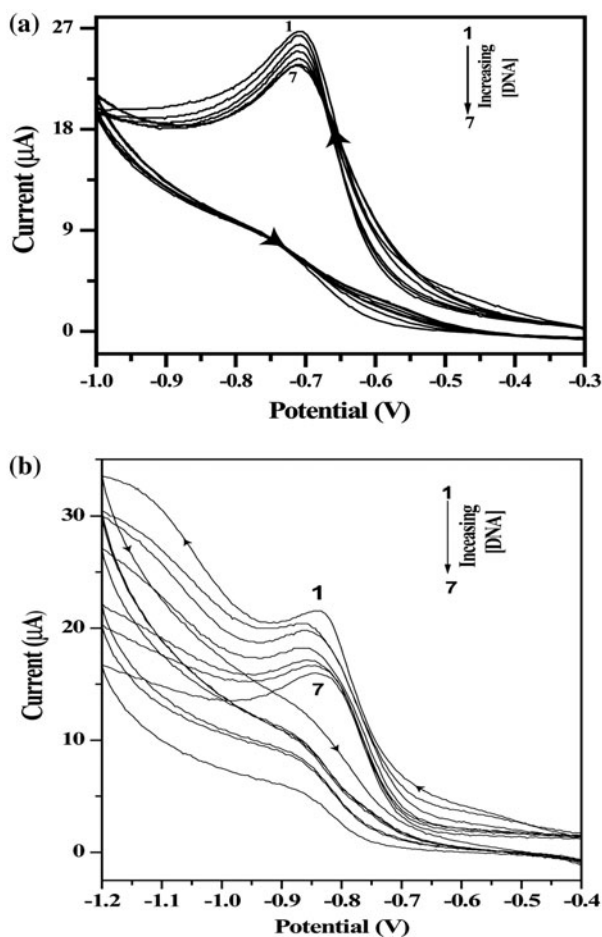 (a)
27
18
9
0
Current (µA)
1
7
1
Increasing
[DNA]
7
-1.0 -0.9 -0.8 -0.7 -0.6 -0.5 -0.4 -0.3
Potential (V)
(b)
30
20
10
0
Current (µA)
1
7
1
Inceasing
[DNA]
7
-1.2 -1.1 -1.0 -0.9 -0.8 -0.7 -0.6 -0.5 -0.4
Potential (V)